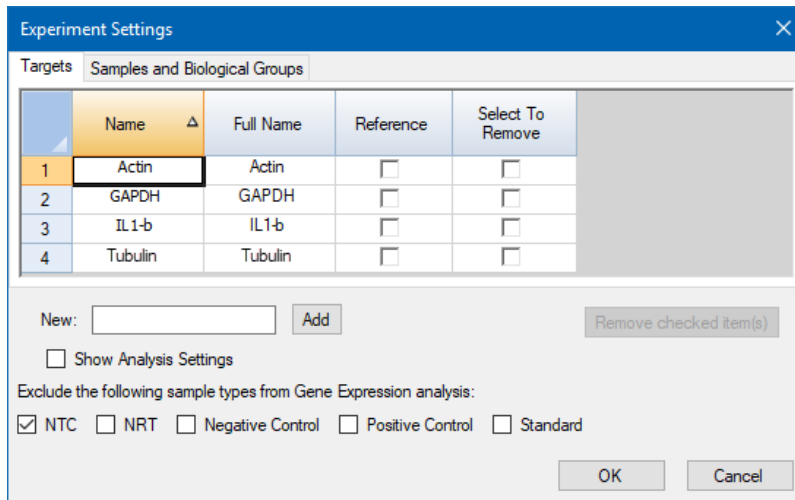 Experiment Settings
Targets Samples and Biological Groups
Name Full Name Reference Select To Remove
1 Actin Actin
2 GAPDH GAPDH
3 IL1-b IL1-b
4 Tubulin Tubulin
New: Add Remove checked item(s)
Show Analysis Settings
Exclude the following sample types from Gene Expression analysis:
NTC NRT Negative Control Positive Control Standard
OK Cancel